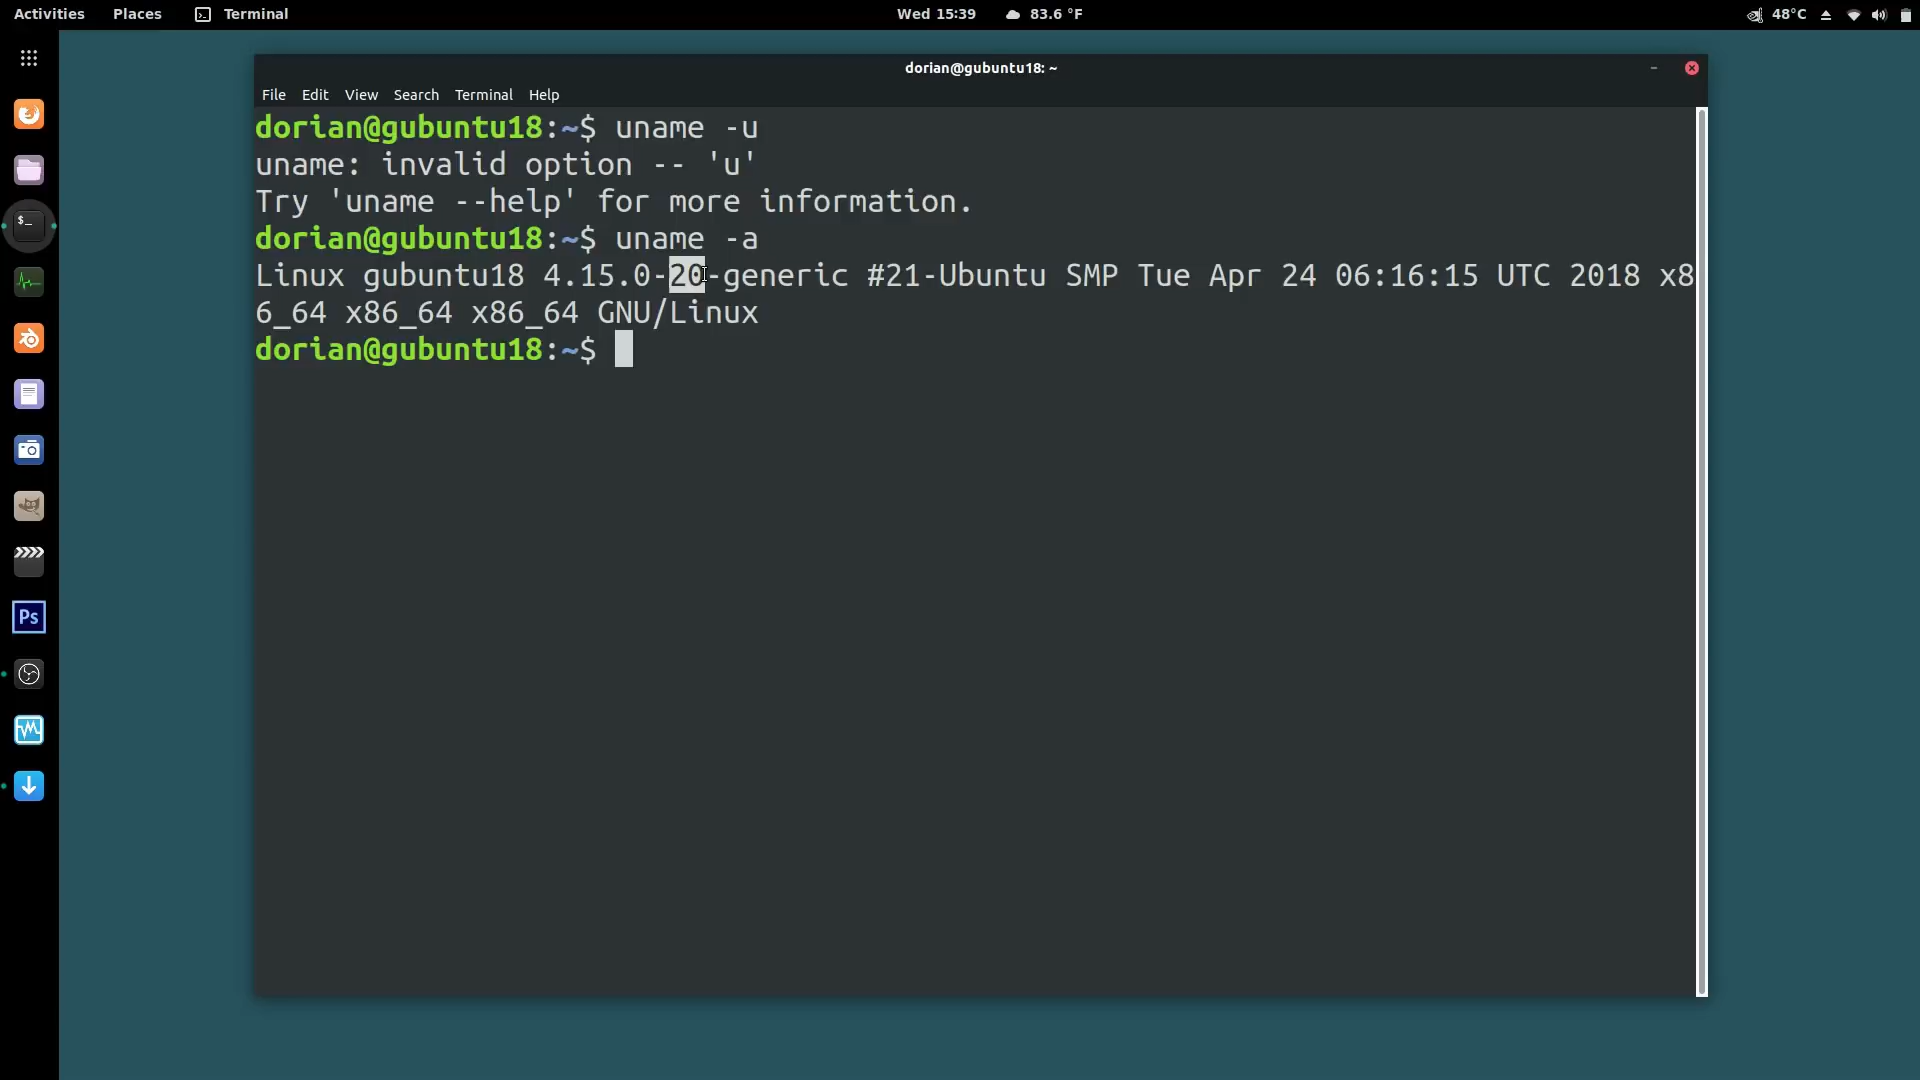 Activities Places Terminal Wed 15:39 83.6 °F 48°C
dorian@gubuntu18: ~
File Edit View Search Terminal Help
dorian@gubuntu18:~$ uname -u
uname: invalid option -- 'u'
Try 'uname --help' for more information.
dorian@gubuntu18:~$ uname -a
Linux gubuntu18 4.15.0-20-generic #21-Ubuntu SMP Tue Apr 24 06:16:15 UTC 2018 x8
6_64 x86_64 x86_64 GNU/Linux
dorian@gubuntu18:~$
$_
Ps